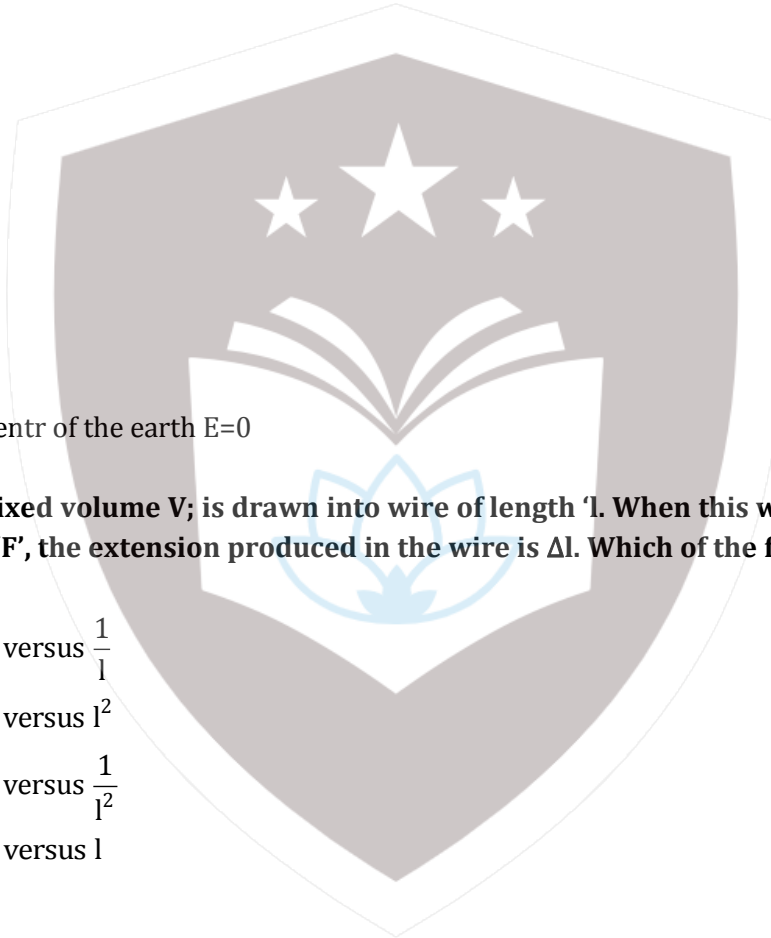 entr of the earth E=0
ixed volume V; is drawn into wire of length ‘l. When this w
‘F’, the extension produced in the wire is Δl. Which of the f
versus 1/l
versus l²
versus 1/l²
versus l